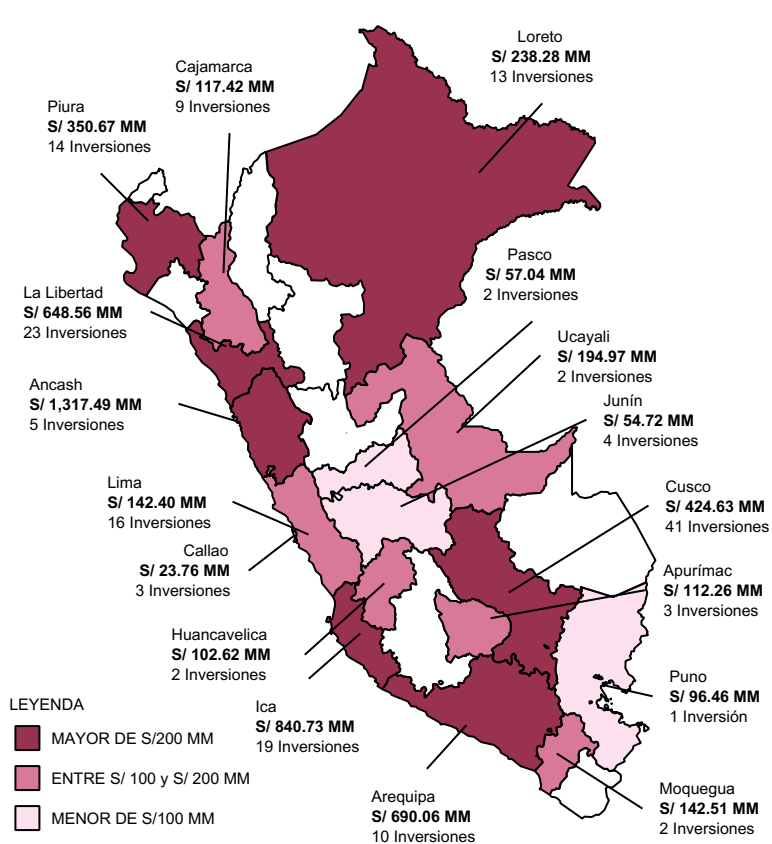 Loreto
S/ 238.28 MM
13 Inversiones
Cajamarca
S/ 117.42 MM
9 Inversiones
Piura
S/ 350.67 MM
14 Inversiones
Pasco
S/ 57.04 MM
2 Inversiones
La Libertad
S/ 648.56 MM
23 Inversiones
Ucayali
S/ 194.97 MM
2 Inversiones
Ancash
S/ 1,317.49 MM
5 Inversiones
Junín
S/ 54.72 MM
4 Inversiones
Lima
S/ 142.40 MM
16 Inversiones
Cusco
S/ 424.63 MM
41 Inversiones
Callao
S/ 23.76 MM
3 Inversiones
Apurímac
S/ 112.26 MM
3 Inversiones
Huancavelica
S/ 102.62 MM
2 Inversiones
Puno
S/ 96.46 MM
1 Inversión
Ica
S/ 840.73 MM
19 Inversiones
Arequipa
S/ 690.06 MM
10 Inversiones
Moquegua
S/ 142.51 MM
2 Inversiones
LEYENDA
MAYOR DE S/200 MM
ENTRE S/ 100 y S/ 200 MM
MENOR DE S/100 MM